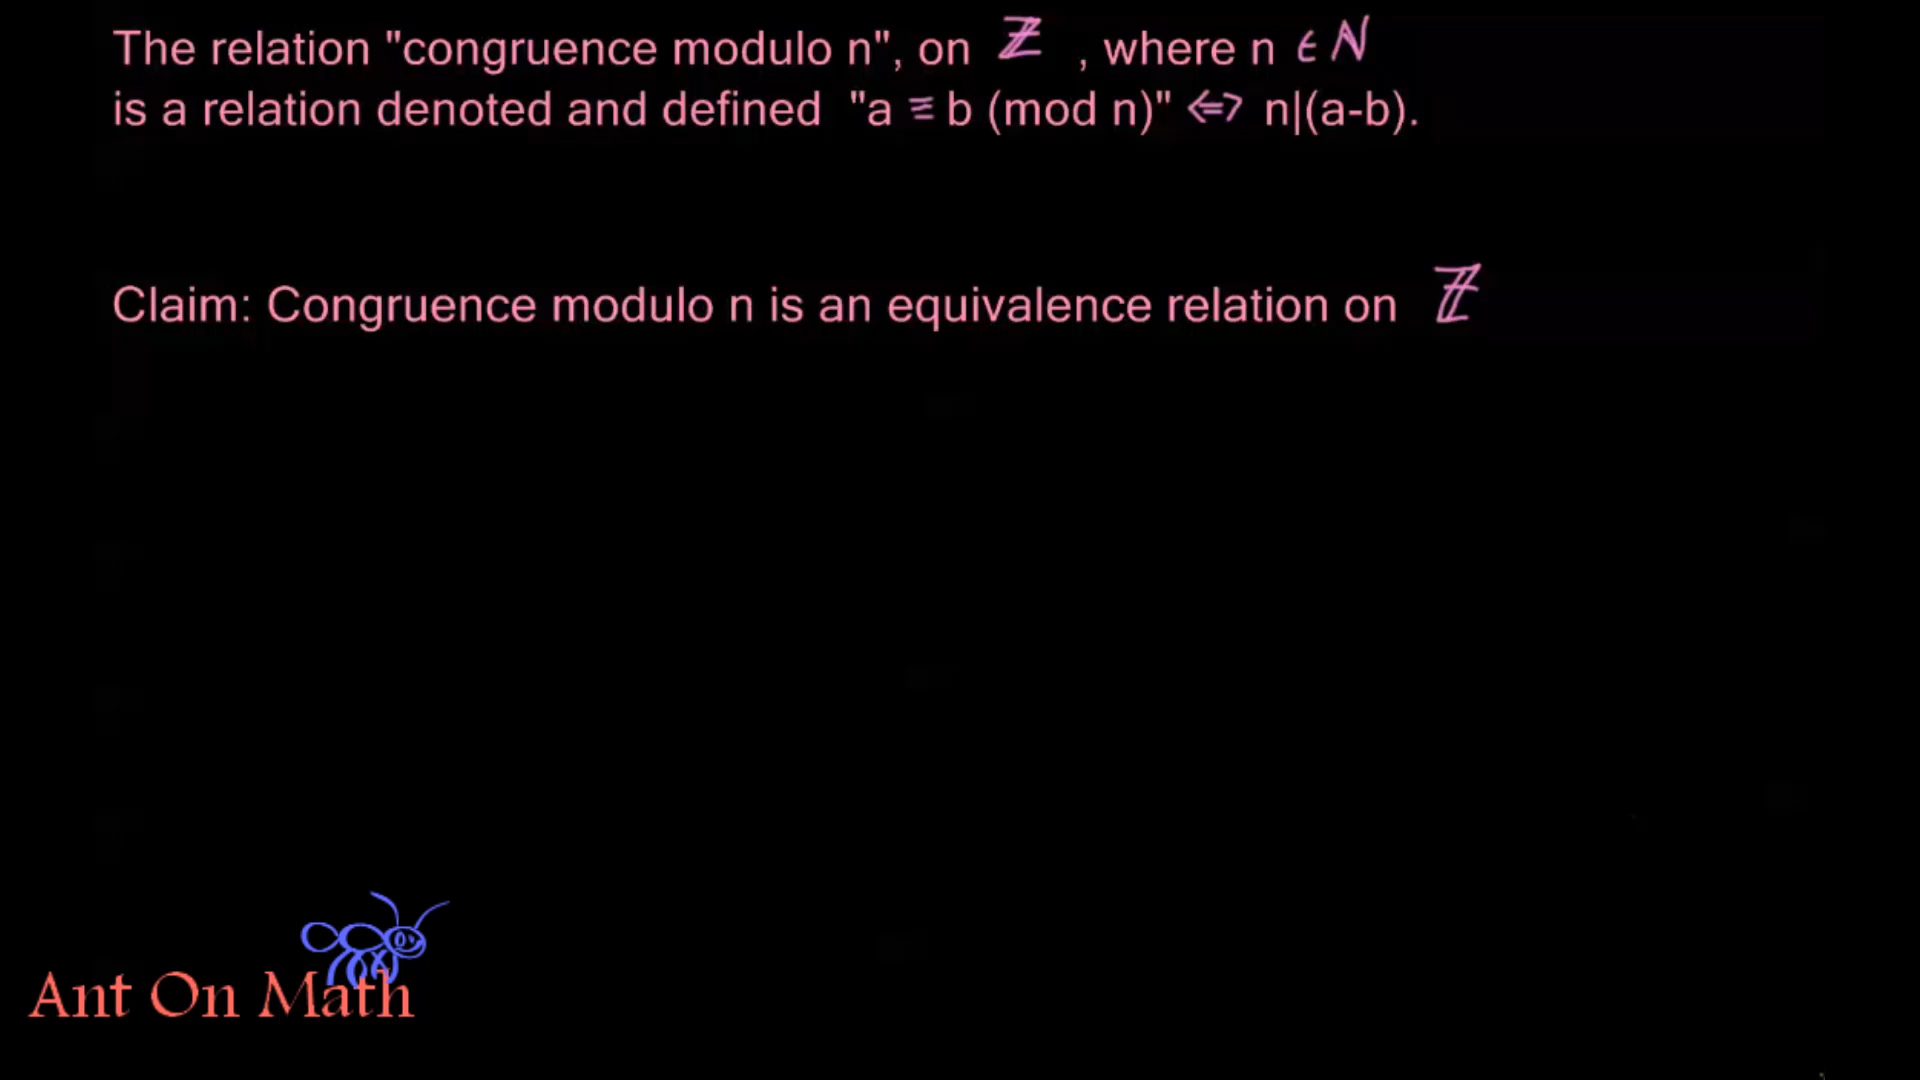 The relation "congruence modulo n", on ℤ , where n ∈ ℕ
is a relation denoted and defined "a ≡ b (mod n)" ⇔ n|(a-b).
Claim: Congruence modulo n is an equivalence relation on ℤ
Ant On Math